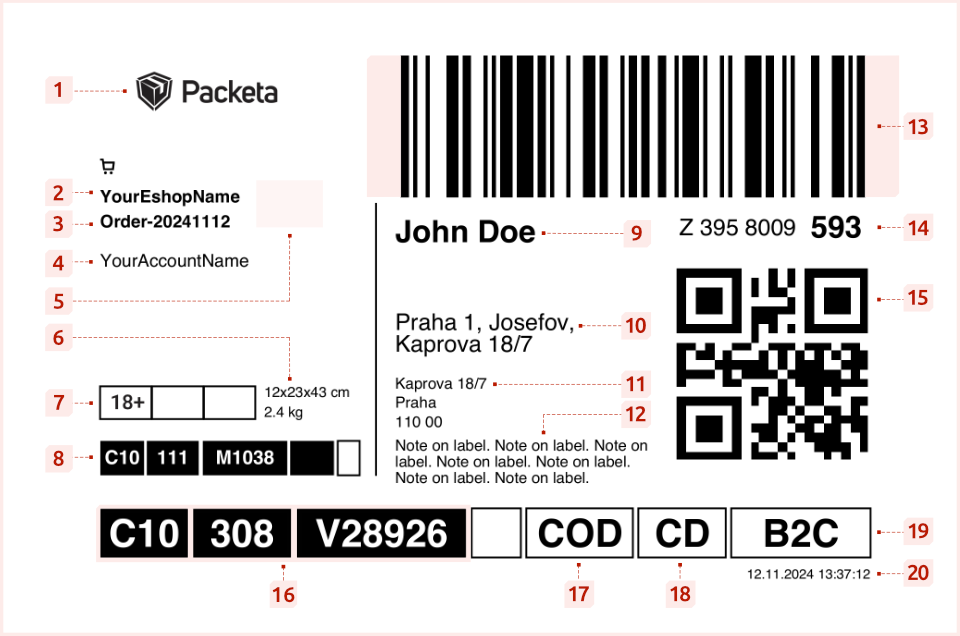 1
Packeta
13
2
YourEshopName
3
Order-20241112
4
YourAccountName
5
6
John Doe
9
Z 395 8009 593
14
15
Praha 1, Josefov,
Kaprova 18/7
10
Kaprova 18/7
11
Praha
110 00
12
Note on label. Note on label. Note on
label. Note on label. Note on label.
Note on label. Note on label.
7
18+
12x23x43 cm
2.4 kg
8
C10 111 M1038
C10 308 V28926 COD CD B2C
19
12.11.2024 13:37:12
20
16
17
18